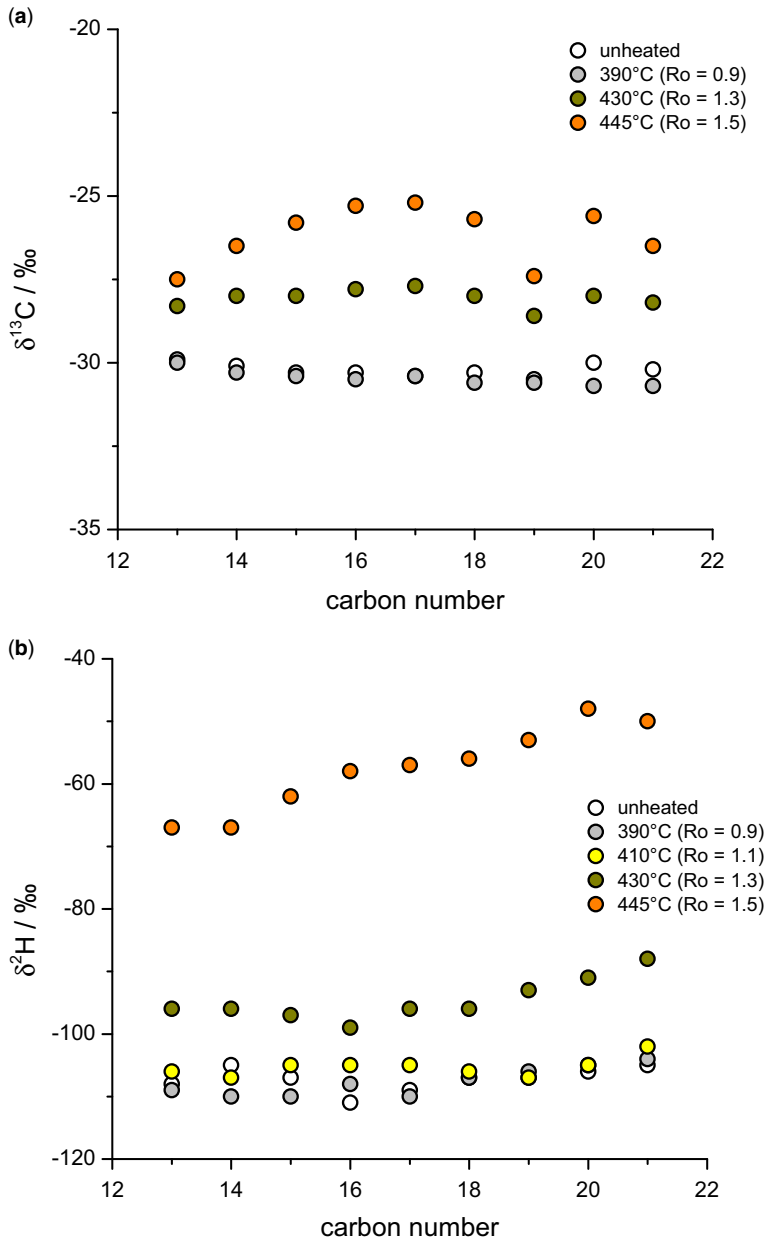 (a)
-20
unheated
390°C (Ro = 0.9)
430°C (Ro = 1.3)
445°C (Ro = 1.5)
-25
δ¹³C / ‰
-30
-35
12 14 16 18 20 22
carbon number
(b)
-40
-60
unheated
390°C (Ro = 0.9)
410°C (Ro = 1.1)
430°C (Ro = 1.3)
445°C (Ro = 1.5)
-80
δ²H / ‰
-100
-120
12 14 16 18 20 22
carbon number